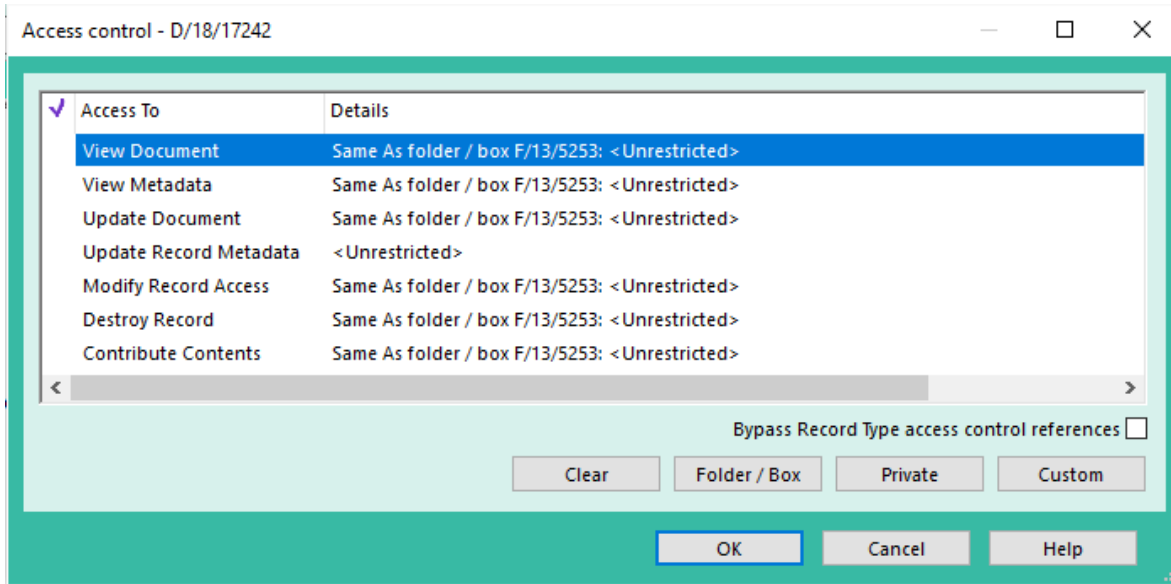 Access control - D/18/17242
Access To Details
View Document Same As folder / box F/13/5253: <Unrestricted>
View Metadata Same As folder / box F/13/5253: <Unrestricted>
Update Document Same As folder / box F/13/5253: <Unrestricted>
Update Record Metadata <Unrestricted>
Modify Record Access Same As folder / box F/13/5253: <Unrestricted>
Destroy Record Same As folder / box F/13/5253: <Unrestricted>
Contribute Contents Same As folder / box F/13/5253: <Unrestricted>
Bypass Record Type access control references
Clear Folder / Box Private Custom
OK Cancel Help